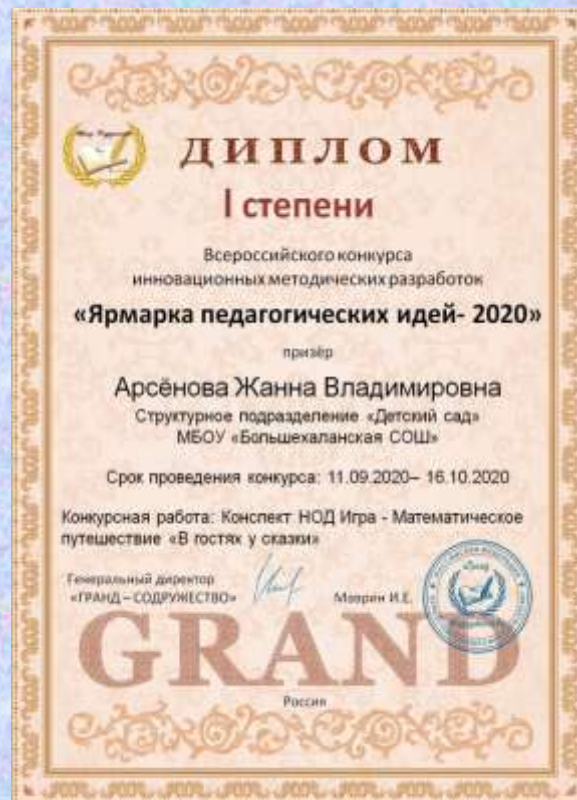 ДИПЛОМ
I степени
Всероссийского конкурса
инновационных методических разработок
«Ярмарка педагогических идей- 2020»
призёр
Арсёнова Жанна Владимировна
Структурное подразделение «Детский сад»
МБОУ «Большехаланская СОШ»
Срок проведения конкурса: 11.09.2020– 16.10.2020
Конкурсная работа: Конспект НОД Игра - Математическое
путешествие «В гостях у сказки»
Генеральный директор
«ГРАНД – СОДРУЖЕСТВО»
Маврин И.Е.
GRAND
Россия